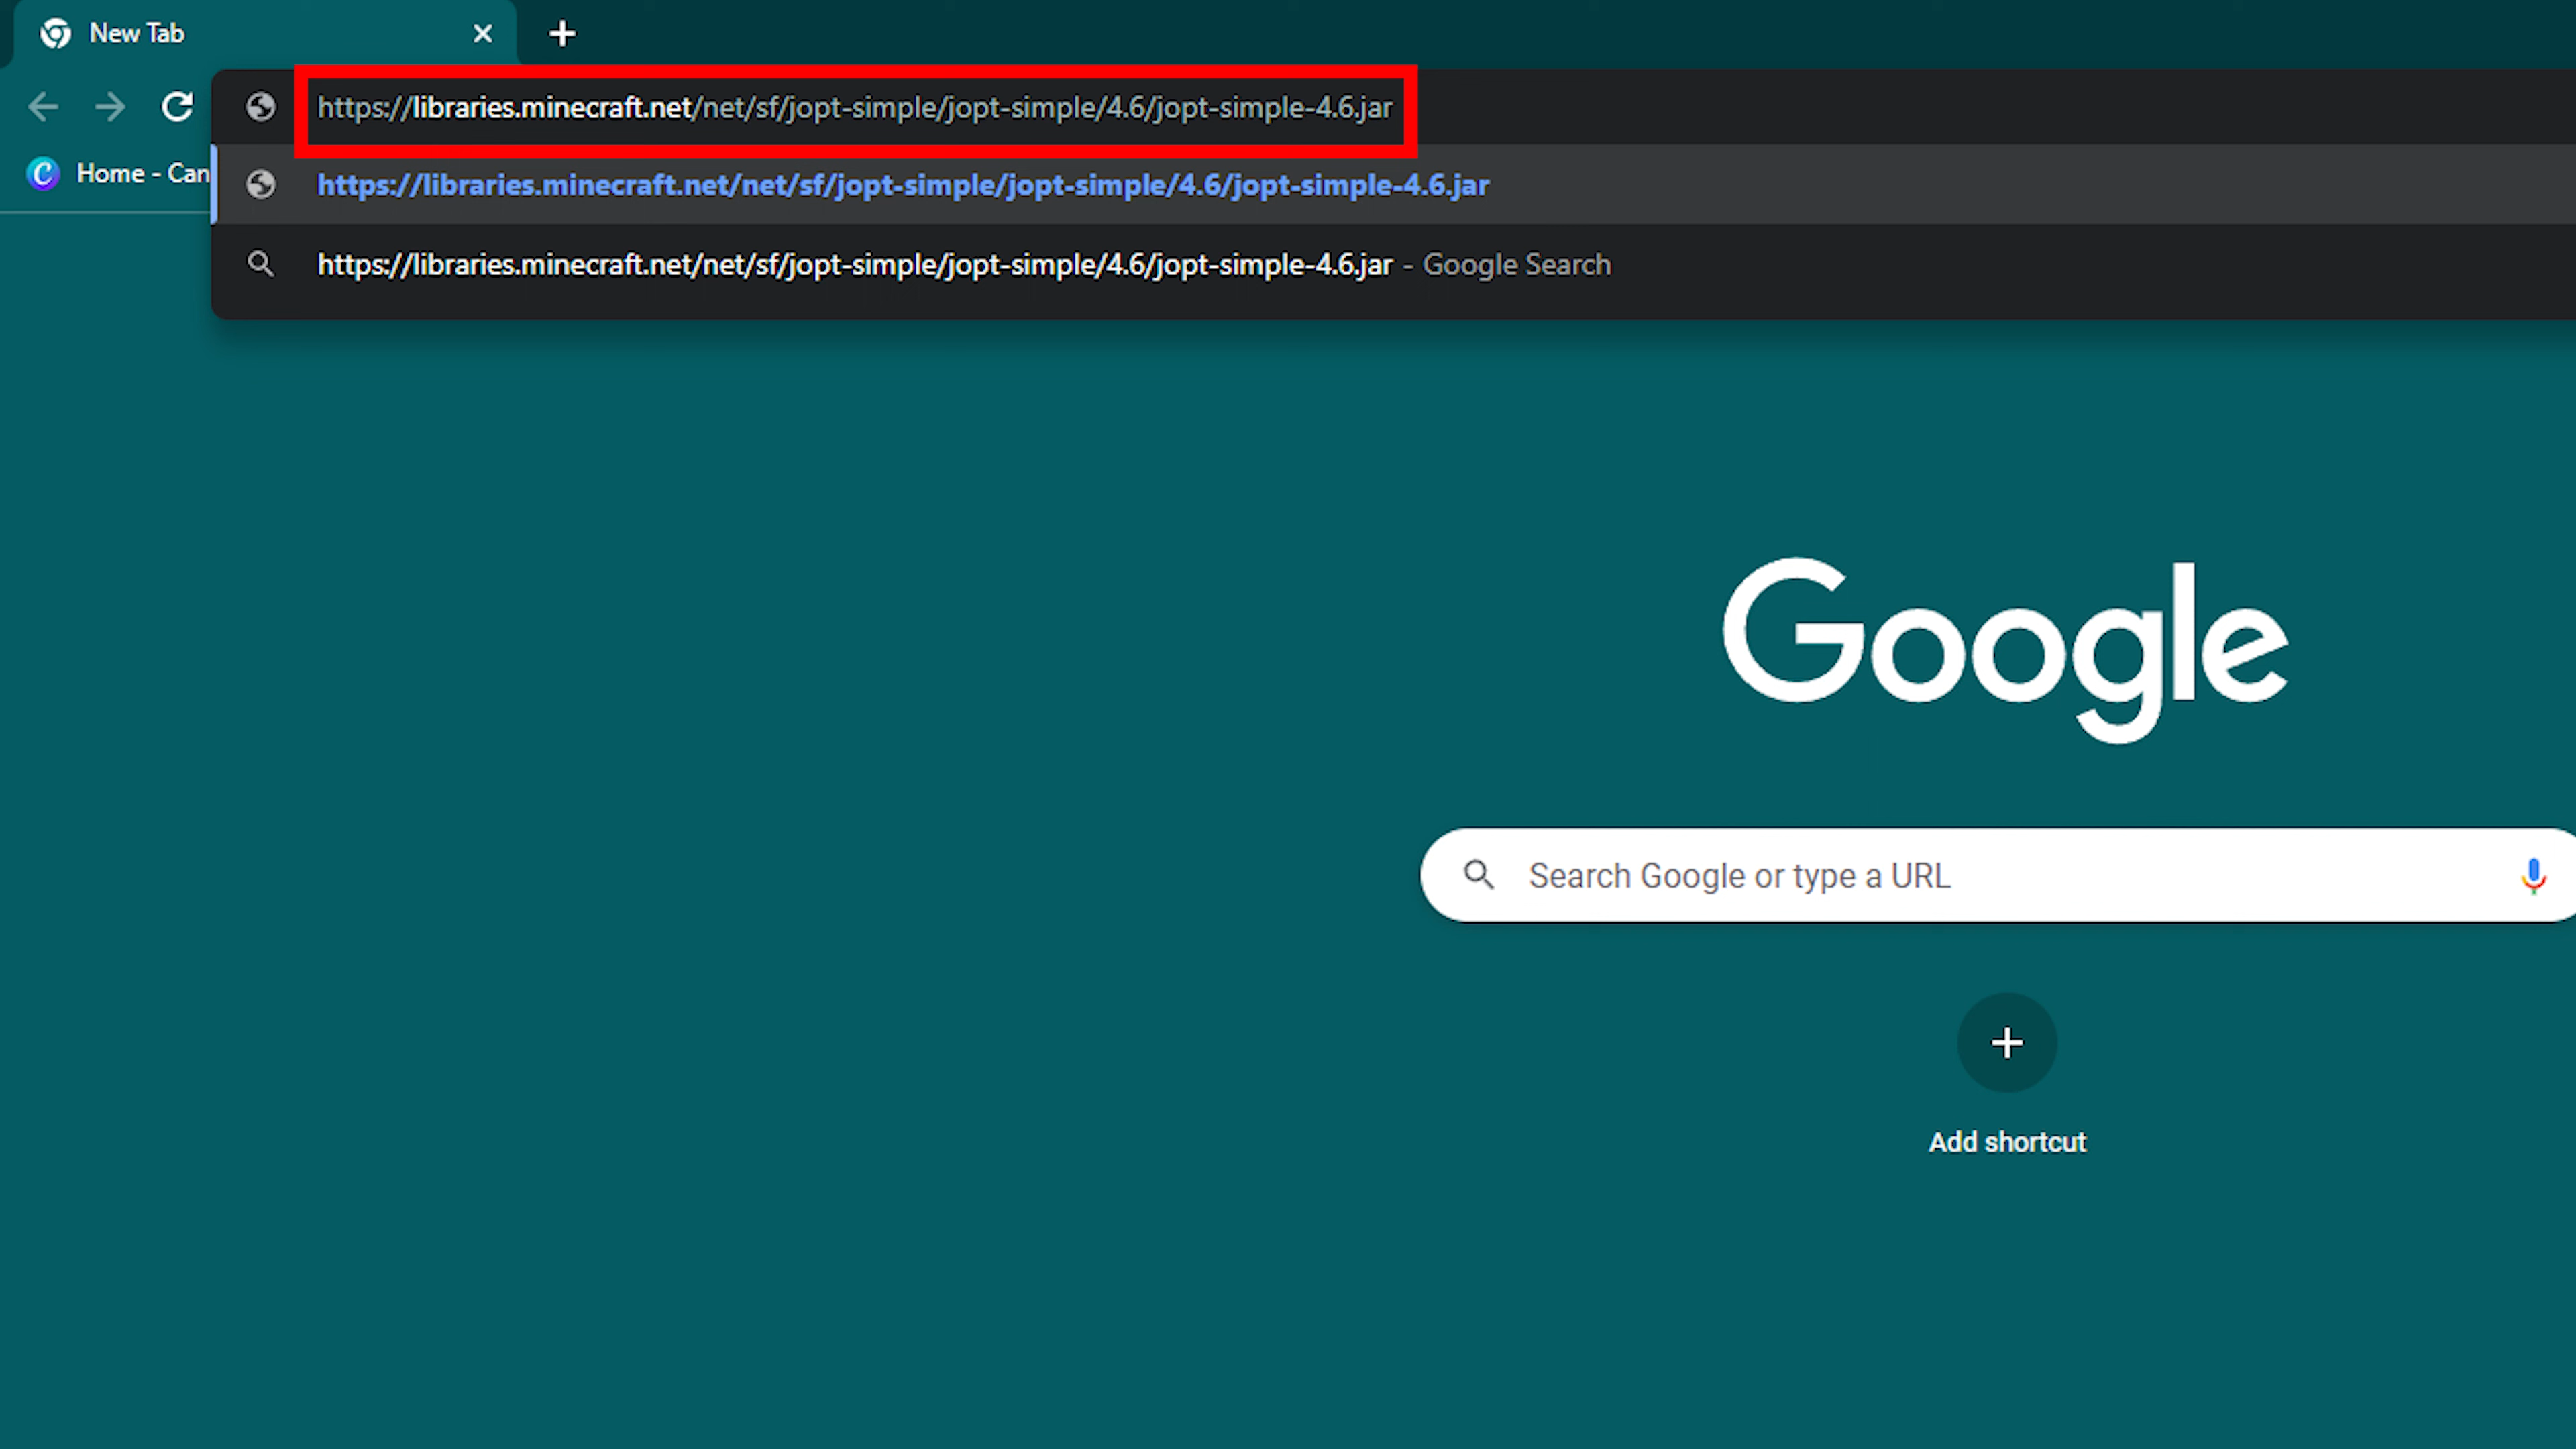 New Tab
https://libraries.minecraft.net/net/sf/jopt-simple/jopt-simple/4.6/jopt-simple-4.6.jar
Home - Can
https://libraries.minecraft.net/net/sf/jopt-simple/jopt-simple/4.6/jopt-simple-4.6.jar
https://libraries.minecraft.net/net/sf/jopt-simple/jopt-simple/4.6/jopt-simple-4.6.jar - Google Search
Google
Search Google or type a URL
Add shortcut